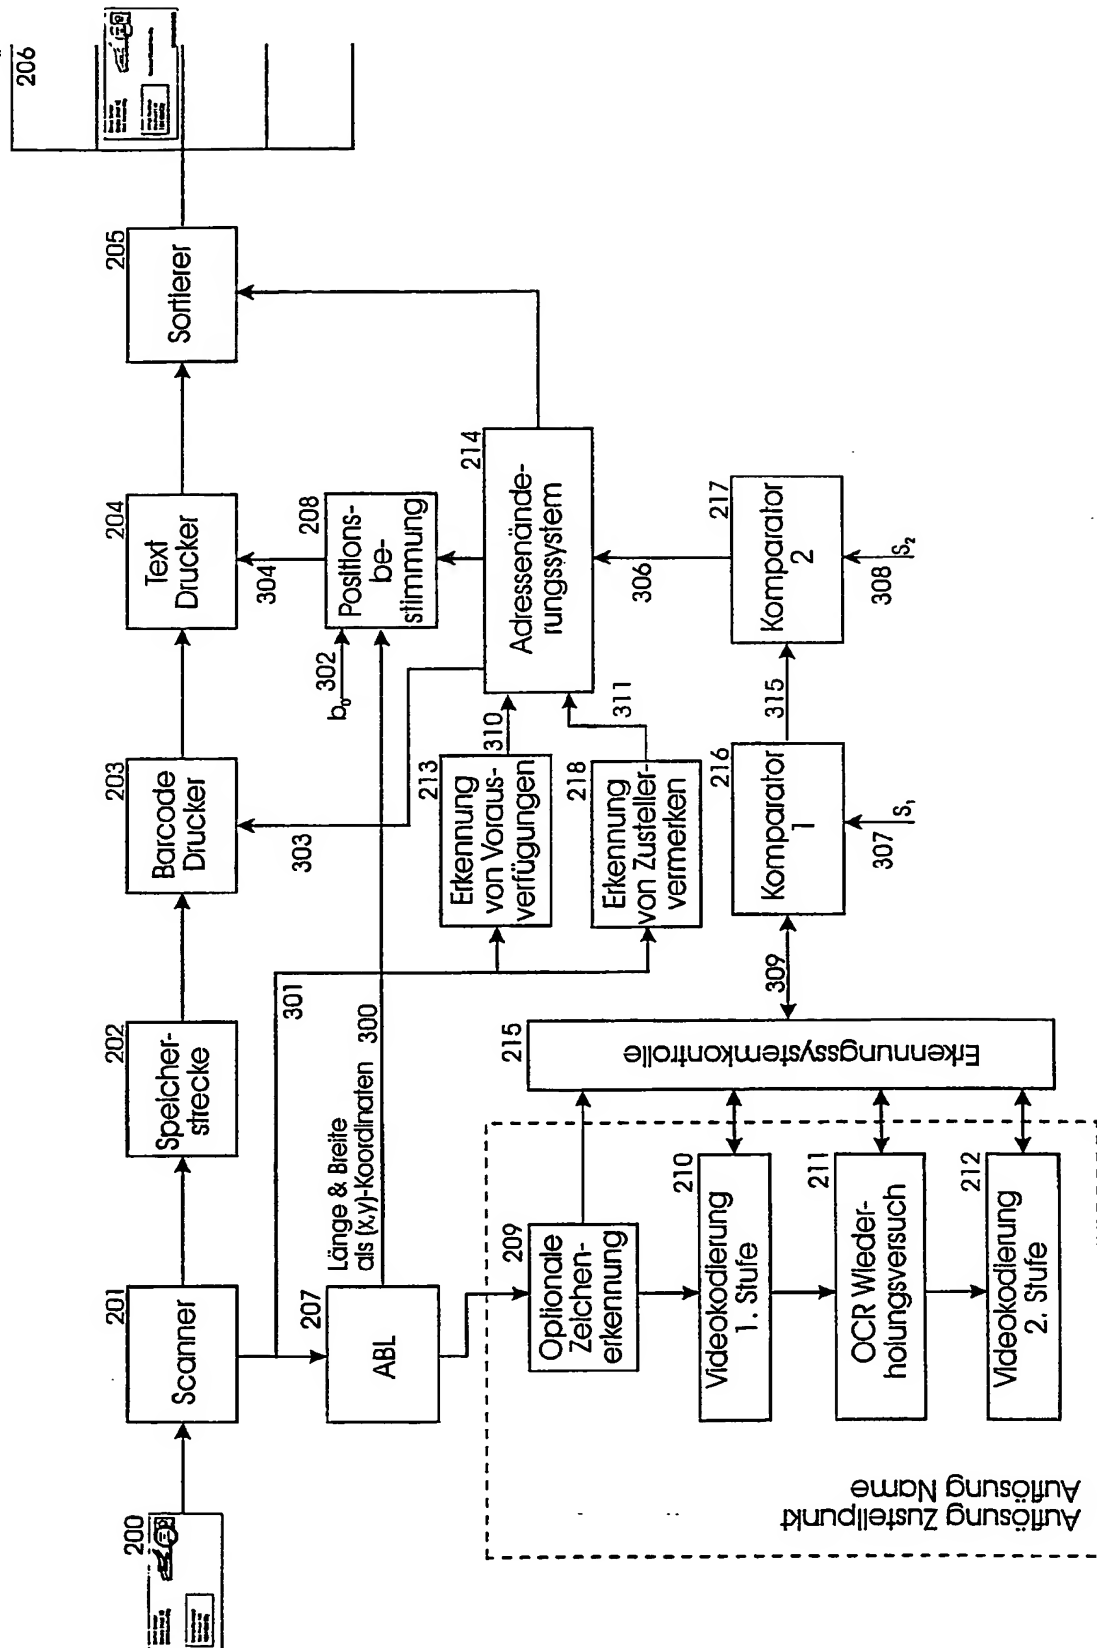 200
201
Scanner
202
Speicher-
strecke
203
Barcode
Drucker
204
Text
Drucker
205
Sortierer
206
207
ABL
Länge & Breite
als (x,y)-Koordinaten 300
301
303
304
b₀ 302
208
Positions-
be-
stimmung
213
Erkennung
von Voraus-
verfügungen
310
214
Adressenände-
rungssystem
218
Erkennung
von Zusteller-
vermerken
311
306
209
Optionale
Zeichen-
erkennung
215
Erkennungssystemkontrolle
309
216
Komparator
1
315
217
Komparator
2
307
S₁
308
S₂
210
Videokodierung
1. Stufe
211
OCR Wieder-
holungsversuch
212
Videokodierung
2. Stufe
Auflösung Zustellpunkt
Auflösung Name